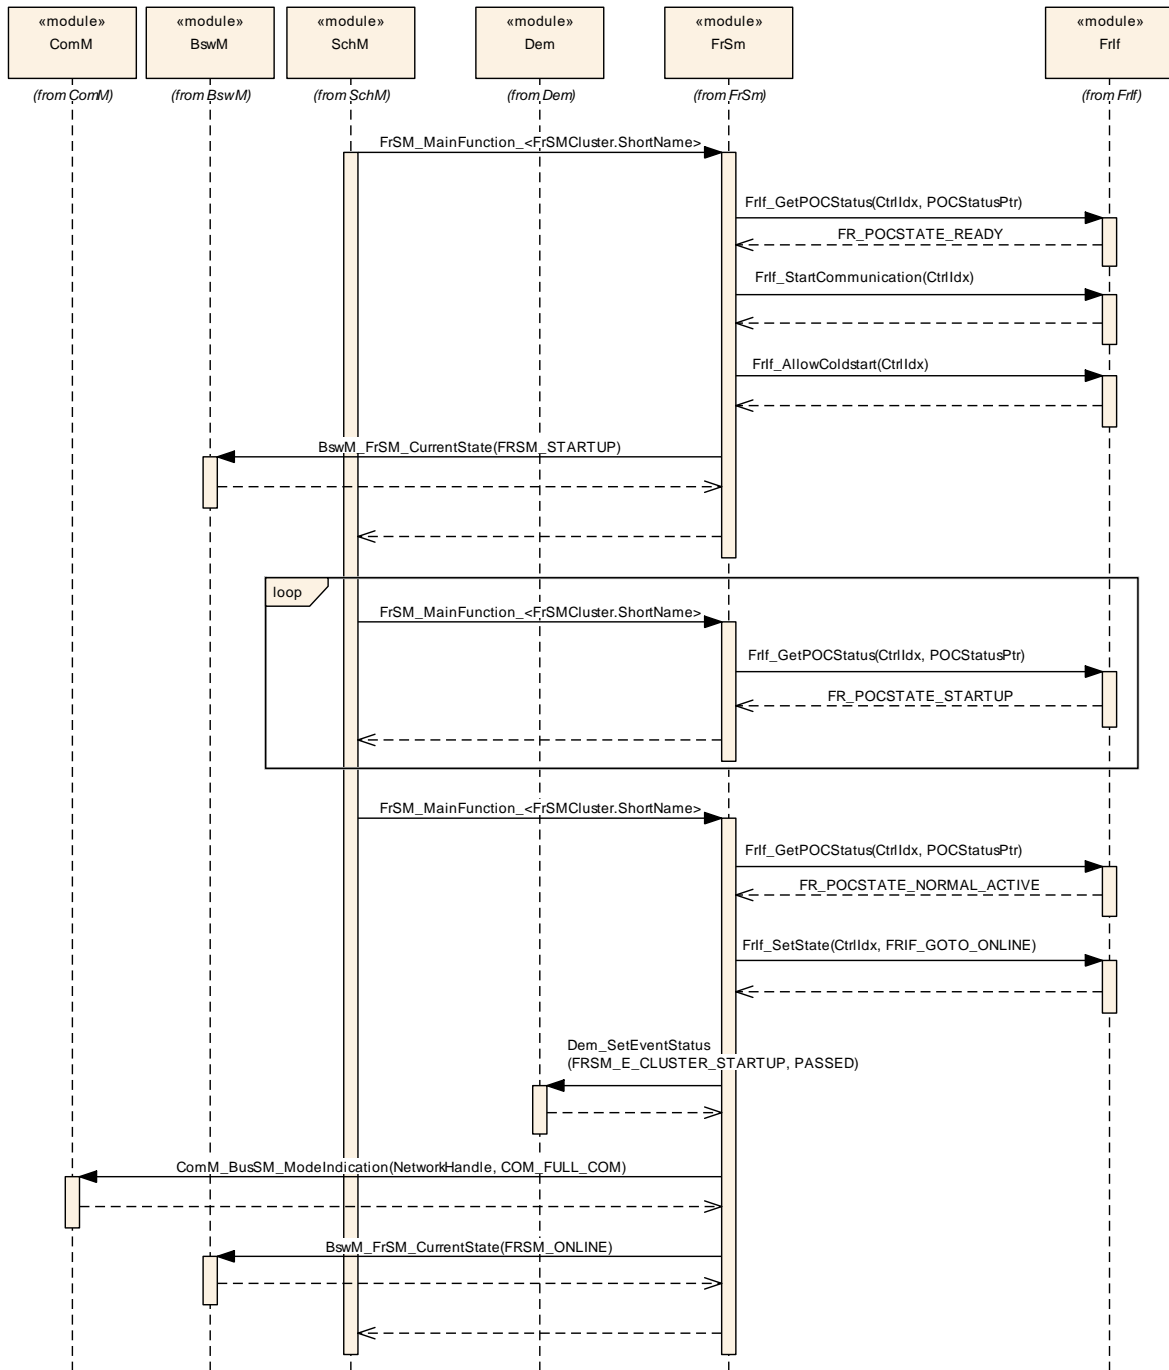 «module»
ComM
«module»
BswM
«module»
SchM
«module»
Dem
«module»
FrSm
«module»
FrIf
(from ComM)
(from BswM)
(from SchM)
(from Dem)
(from FrSm)
(from FrIf)
FrSM_MainFunction_<FrSMCluster.ShortName>
FrIf_GetPOCStatus(CtrlIdx, POCStatusPtr)
FR_POCSTATE_READY
FrIf_StartCommunication(CtrlIdx)
FrIf_AllowColdstart(CtrlIdx)
BswM_FrSM_CurrentState(FRSM_STARTUP)
loop
FrSM_MainFunction_<FrSMCluster.ShortName>
FrIf_GetPOCStatus(CtrlIdx, POCStatusPtr)
FR_POCSTATE_STARTUP
FrSM_MainFunction_<FrSMCluster.ShortName>
FrIf_GetPOCStatus(CtrlIdx, POCStatusPtr)
FR_POCSTATE_NORMAL_ACTIVE
FrIf_SetState(CtrlIdx, FRIF_GOTO_ONLINE)
Dem_SetEventStatus
(FRSM_E_CLUSTER_STARTUP, PASSED)
ComM_BusSM_ModeIndication(NetworkHandle, COM_FULL_COM)
BswM_FrSM_CurrentState(FRSM_ONLINE)